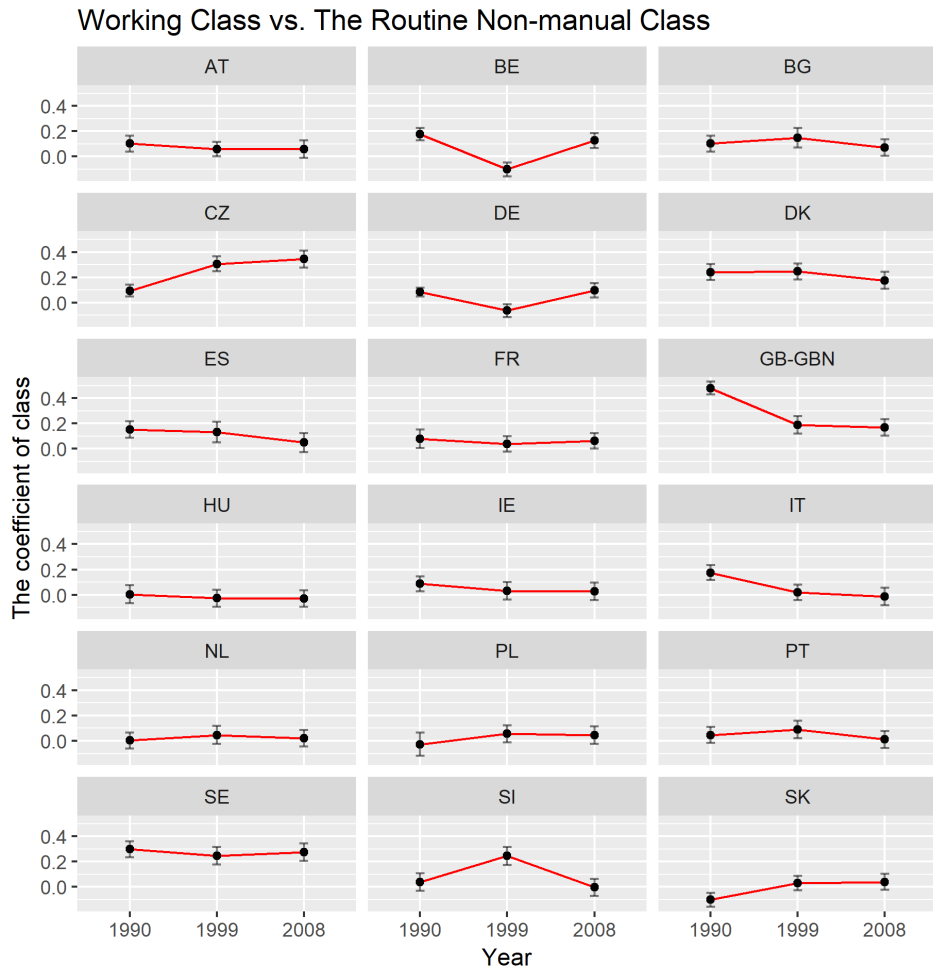 Working Class vs. The Routine Non-manual Class
AT BE BG
0.4
0.2
0.0
CZ DE DK
0.4
0.2
0.0
ES FR GB-GBN
0.4
0.2
0.0
HU IE IT
0.4
0.2
0.0
NL PL PT
0.4
0.2
0.0
SE SI SK
0.4
0.2
0.0
The coefficient of class
1990 1999 2008 1990 1999 2008 1990 1999 2008
Year